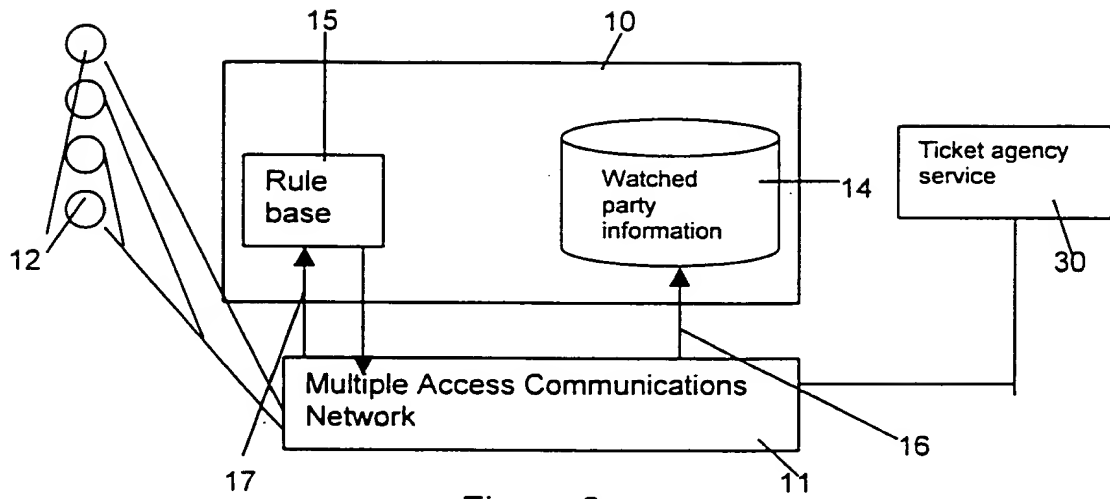 15
10
Rule
base
Watched
party
information
14
Ticket agency
service
30
12
Multiple Access Communications
Network
17
16
11